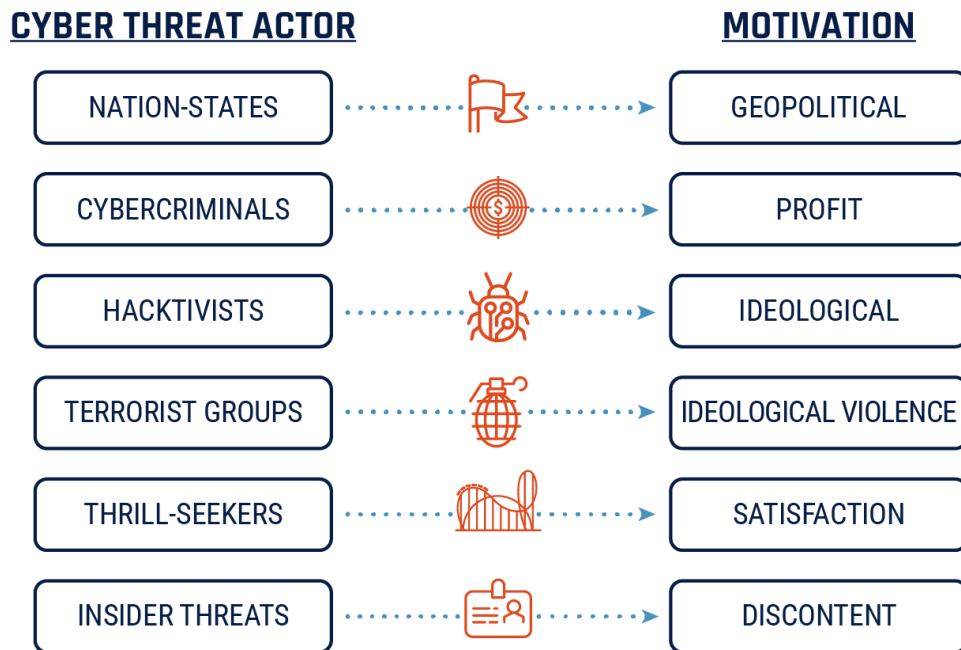 CYBER THREAT ACTOR MOTIVATION
NATION-STATES GEOPOLITICAL
CYBERCRIMINALS $ PROFIT
HACKTIVISTS IDEOLOGICAL
TERRORIST GROUPS IDEOLOGICAL VIOLENCE
THRILL-SEEKERS SATISFACTION
INSIDER THREATS DISCONTENT